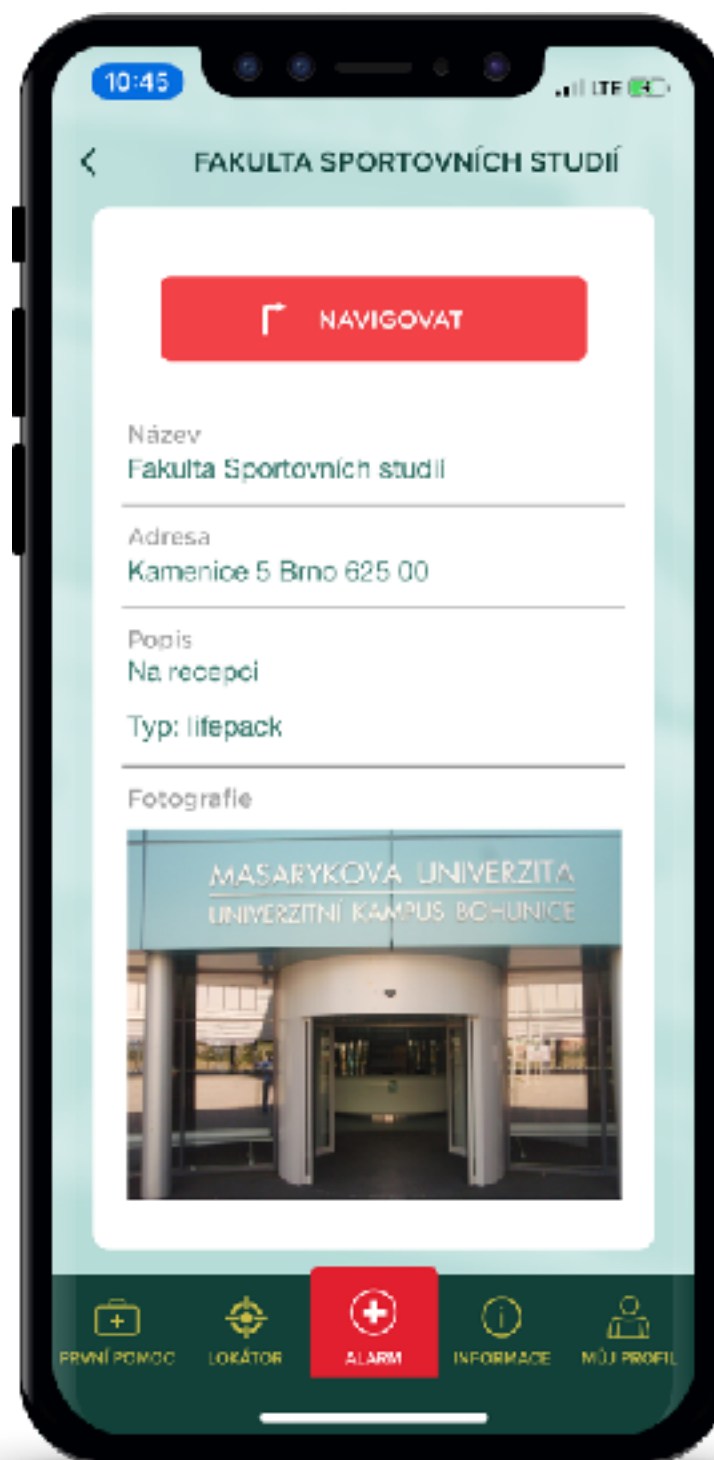 10:45
LTE
FAKULTA SPORTOVNÍCH STUDIÍ
NAVIGOVAT
Název
Fakulta Sportovních studií
Adresa
Kamenice 5 Brno 625 00
Popis
Na recepci
Typ: lifepack
Fotografie
MASARYKOVA UNIVERZITA
UNIVERZITNÍ KAMPUS BOHUNICE
PRVNÍ POMOC
LOKÁTOR
ALARM
INFORMACE
MŮJ PROFIL